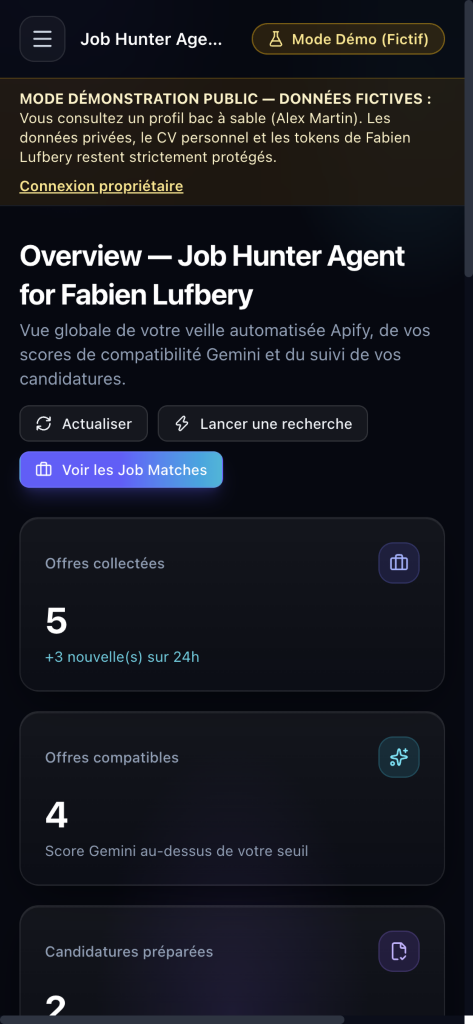 Job Hunter Age...
Mode Démo (Fictif)
MODE DÉMONSTRATION PUBLIC — DONNÉES FICTIVES :
Vous consultez un profil bac à sable (Alex Martin). Les
données privées, le CV personnel et les tokens de Fabien
Lufbery restent strictement protégés.
Connexion propriétaire
Overview — Job Hunter Agent
for Fabien Lufbery
Vue globale de votre veille automatisée Apify, de vos
scores de compatibilité Gemini et du suivi de vos
candidatures.
Actualiser
Lancer une recherche
Voir les Job Matches
Offres collectées
5
+3 nouvelle(s) sur 24h
Offres compatibles
4
Score Gemini au-dessus de votre seuil
Candidatures préparées
2